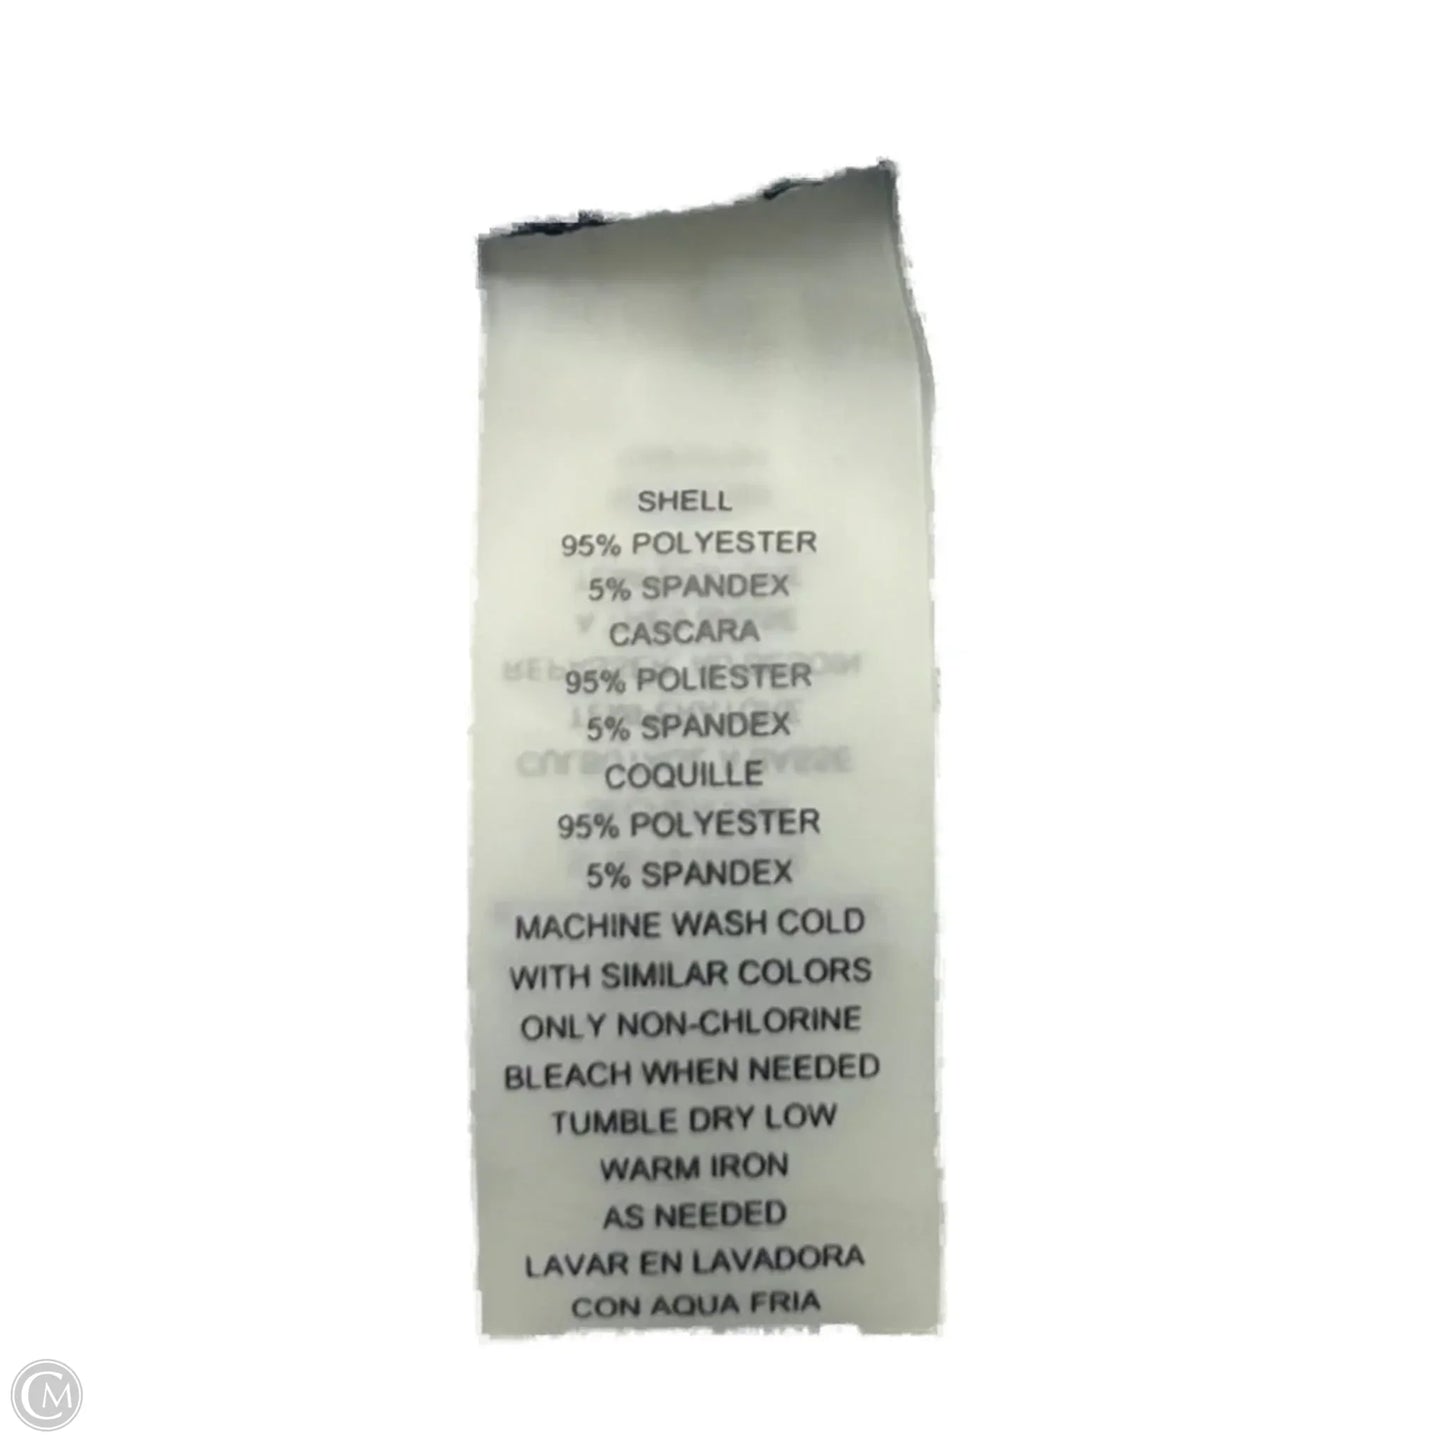 SHELL
95% POLYESTER
5% SPANDEX
CASCARA
95% POLIESTER
5% SPANDEX
COQUILLE
95% POLYESTER
5% SPANDEX
MACHINE WASH COLD
WITH SIMILAR COLORS
ONLY NON-CHLORINE
BLEACH WHEN NEEDED
TUMBLE DRY LOW
WARM IRON
AS NEEDED
LAVAR EN LAVADORA
CON AQUA FRIA
CM